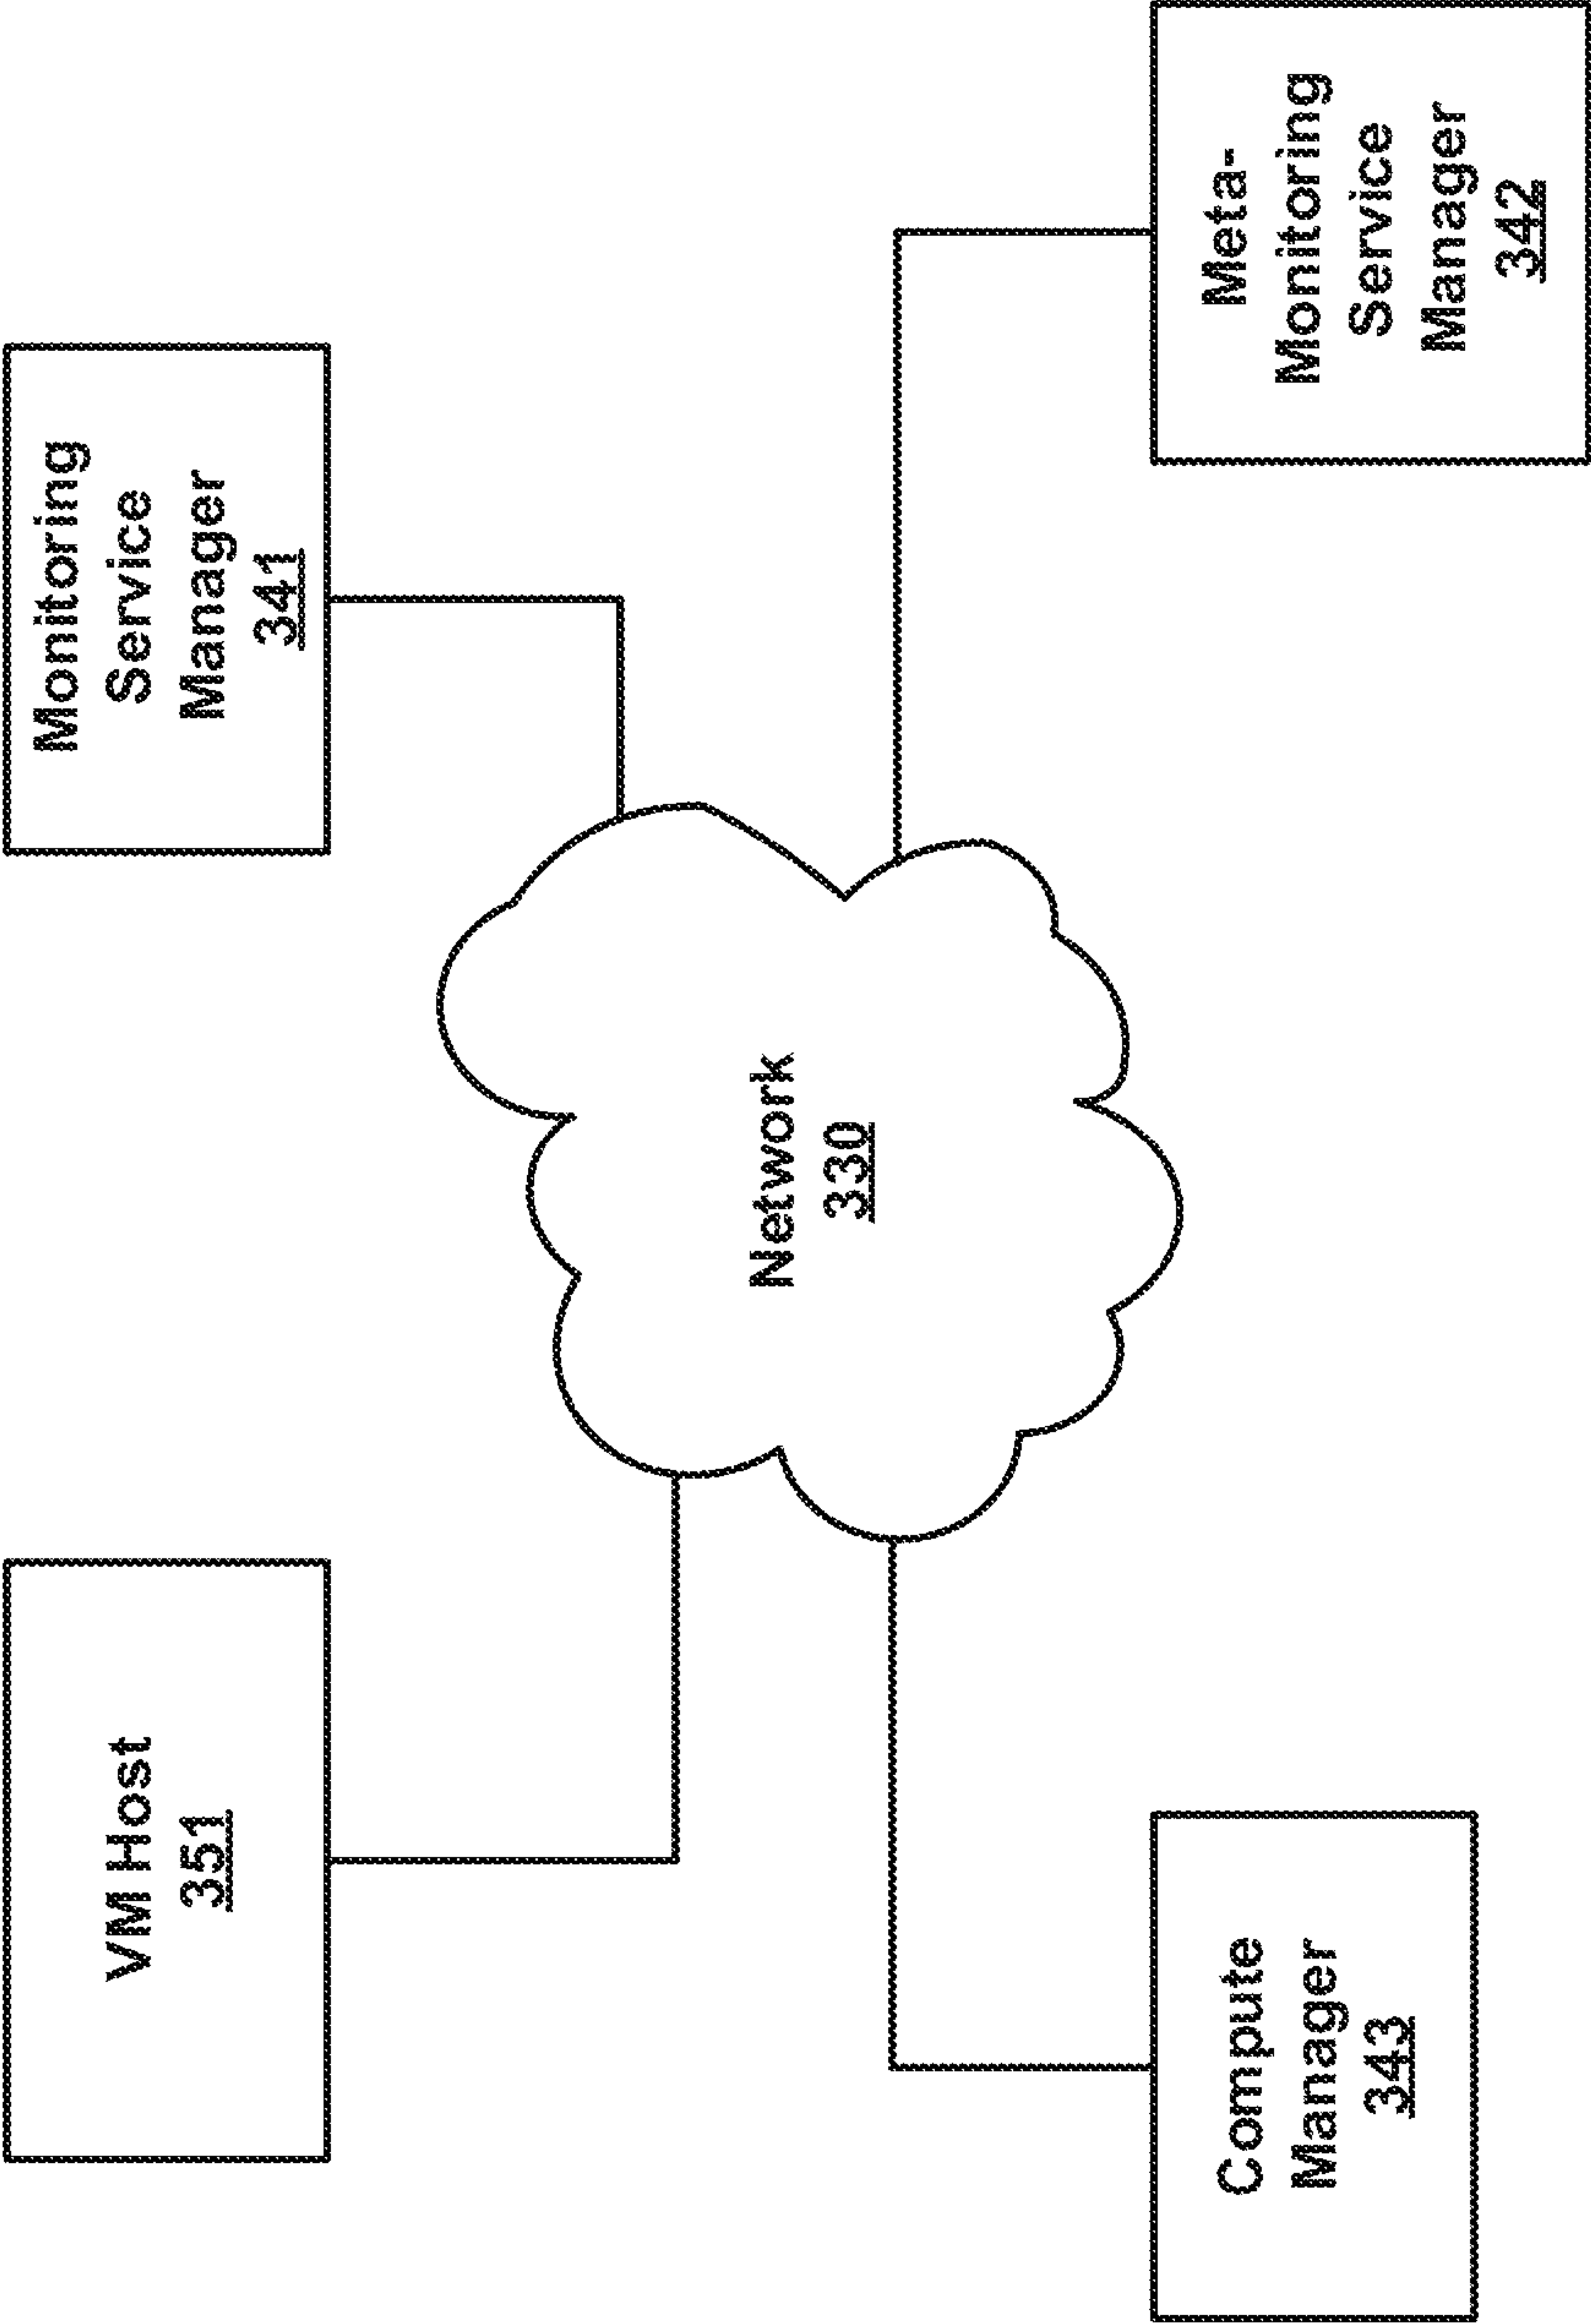 VM Host
351
Monitoring
Service
Manager
341
Network
330
Compute
Manager
343
Meta-
Monitoring
Service
Manager
342